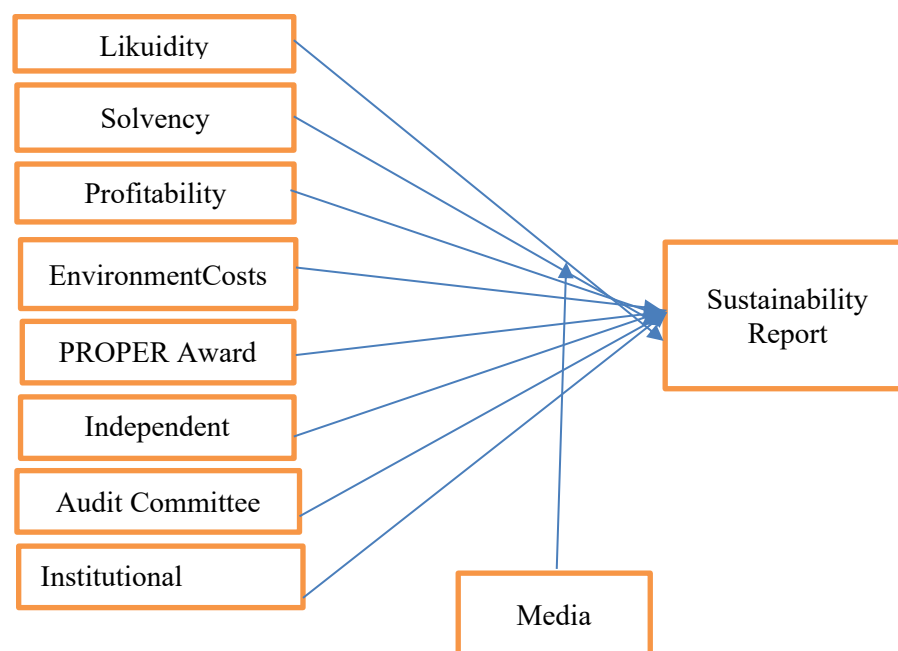 Likuidity
Solvency
Profitability
EnvironmentCosts
PROPER Award
Independent
Audit Committee
Institutional
Sustainability
Report
Media